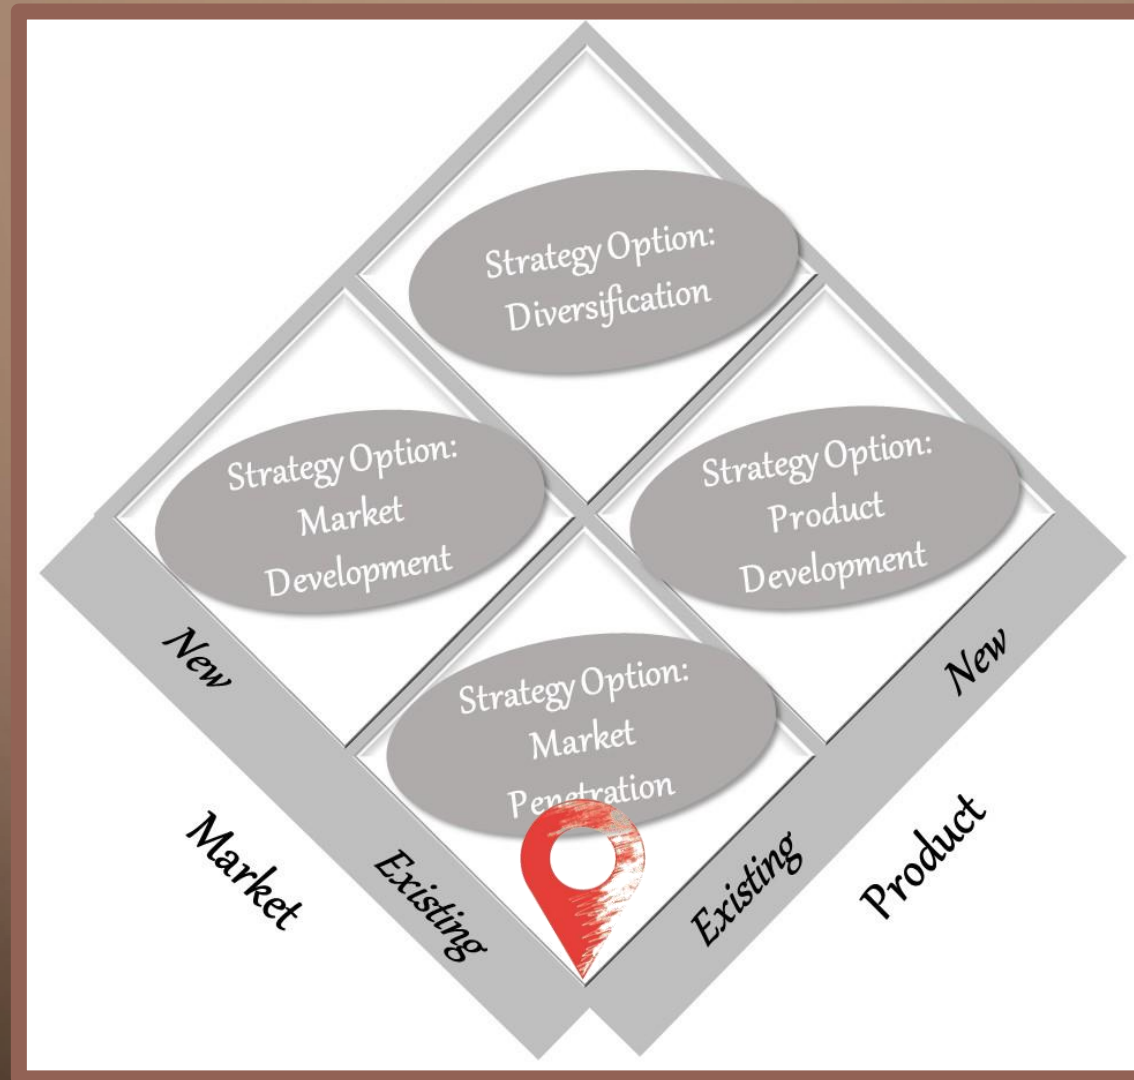 Strategy Option:
Diversification
Strategy Option:
Market
Development
Strategy Option:
Product
Development
Strategy Option:
Market
Penetration
New
New
Existing
Existing
Market
Product